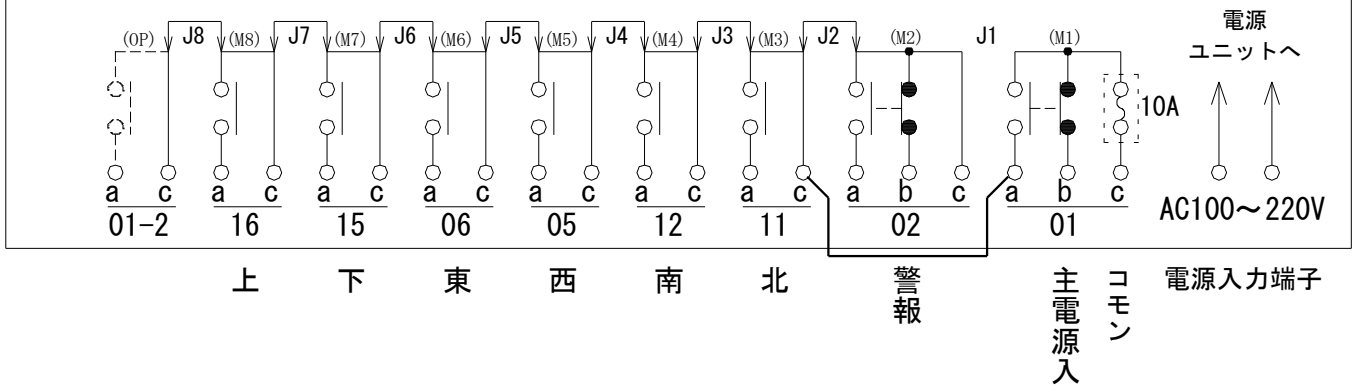 電源
ユニットへ
(OP) J8 (M8) J7 (M7) J6 (M6) J5 (M5) J4 (M4) J3 (M3) J2 (M2) J1 (M1)
10A
a c a c a c a c a c a c a c a b c a b c
01-2 16 15 06 05 12 11 02 01 AC100～220V
上 下 東 西 南 北 警報 主電源入 コモン 電源入力端子